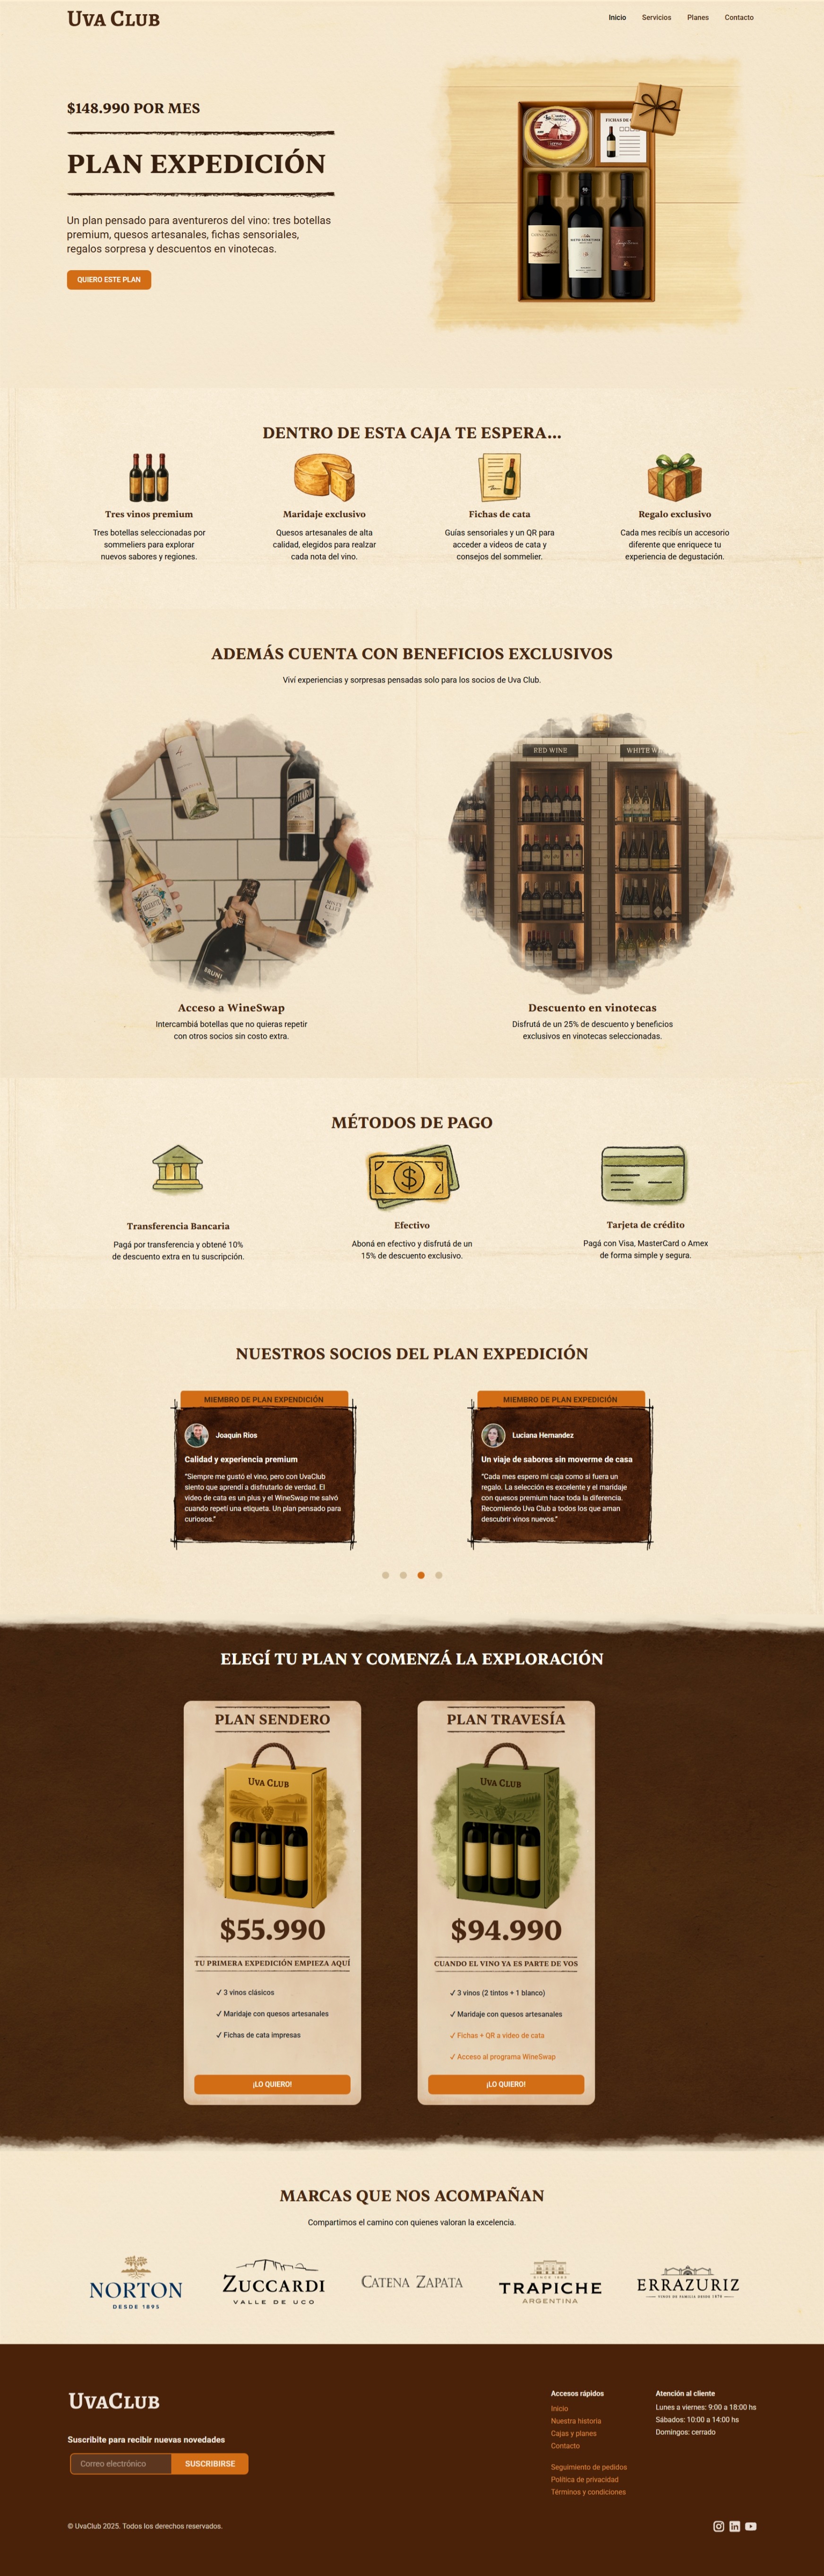 UVA CLUB
Inicio Servicios Planes Contacto
$148.990 POR MES
PLAN EXPEDICIÓN
Un plan pensado para aventureros del vino: tres botellas
premium, quesos artesanales, fichas sensoriales,
regalos sorpresa y descuentos en vinotecas.
QUIERO ESTE PLAN
FICHAS DE
DENTRO DE ESTA CAJA TE ESPERA...
Tres vinos premium
Tres botellas seleccionadas por
sommeliers para explorar
nuevos sabores y regiones.
Maridaje exclusivo
Quesos artesanales de alta
calidad, elegidos para realzar
cada nota del vino.
Fichas de cata
Guías sensoriales y un QR para
acceder a videos de cata y
consejos del sommelier.
Regalo exclusivo
Cada mes recibís un accesorio
diferente que enriquece tu
experiencia de degustación.
ADEMÁS CUENTA CON BENEFICIOS EXCLUSIVOS
Viví experiencias y sorpresas pensadas solo para los socios de Uva Club.
BRUNI
RED WINE
WHITE W
Acceso a WineSwap
Intercambiá botellas que no quieras repetir
con otros socios sin costo extra.
Descuento en vinotecas
Disfrutá de un 25% de descuento y beneficios
exclusivos en vinotecas seleccionadas.
MÉTODOS DE PAGO
$
Transferencia Bancaria
Pagá por transferencia y obtené 10%
de descuento extra en tu suscripción.
Efectivo
Aboná en efectivo y disfrutá de un
15% de descuento exclusivo.
Tarjeta de crédito
Pagá con Visa, MasterCard o Amex
de forma simple y segura.
NUESTROS SOCIOS DEL PLAN EXPEDICIÓN
MIEMBRO DE PLAN EXPENDICIÓN
Joaquín Ríos
Calidad y experiencia premium
"Siempre me gustó el vino, pero con UvaClub
siento que aprendí a disfrutarlo de verdad. El
video de cata es un plus y el WineSwap me salvó
cuando repetí una etiqueta. Un plan pensado para
curiosos."
MIEMBRO DE PLAN EXPEDICIÓN
Luciana Hernandez
Un viaje de sabores sin moverme de casa
"Cada mes espero mi caja como si fuera un
regalo. La selección es excelente y el maridaje
con quesos premium hace toda la diferencia.
Recomiendo Uva Club a todos los que aman
descubrir vinos nuevos."
ELEGÍ TU PLAN Y COMENZÁ LA EXPLORACIÓN
PLAN SENDERO
UVA CLUB
$55.990
TU PRIMERA EXPEDICIÓN EMPIEZA AQUÍ
✓ 3 vinos clásicos
✓ Maridaje con quesos artesanales
✓ Fichas de cata impresas
¡LO QUIERO!
PLAN TRAVESÍA
UVA CLUB
$94.990
CUANDO EL VINO YA ES PARTE DE VOS
✓ 3 vinos (2 tintos + 1 blanco)
✓ Maridaje con quesos artesanales
✓ Fichas + QR a video de cata
✓ Acceso al programa WineSwap
¡LO QUIERO!
MARCAS QUE NOS ACOMPAÑAN
Compartimos el camino con quienes valoran la excelencia.
NORTON
DESDE 1895
ZUCCARDI
VALLE DE UCO
CATENA ZAPATA
SINCE 1883
TRAPICHE
ARGENTINA
ERRAZURIZ
VINOS DE FAMILIA DESDE 1870
UVACLUB
Suscribite para recibir nuevas novedades
Correo electrónico
SUSCRIBIRSE
Accesos rápidos
Inicio
Nuestra historia
Cajas y planes
Contacto
Seguimiento de pedidos
Política de privacidad
Términos y condiciones
Atención al cliente
Lunes a viernes: 9:00 a 18:00 hs
Sábados: 10:00 a 14:00 hs
Domingos: cerrado
© UvaClub 2025. Todos los derechos reservados.
in